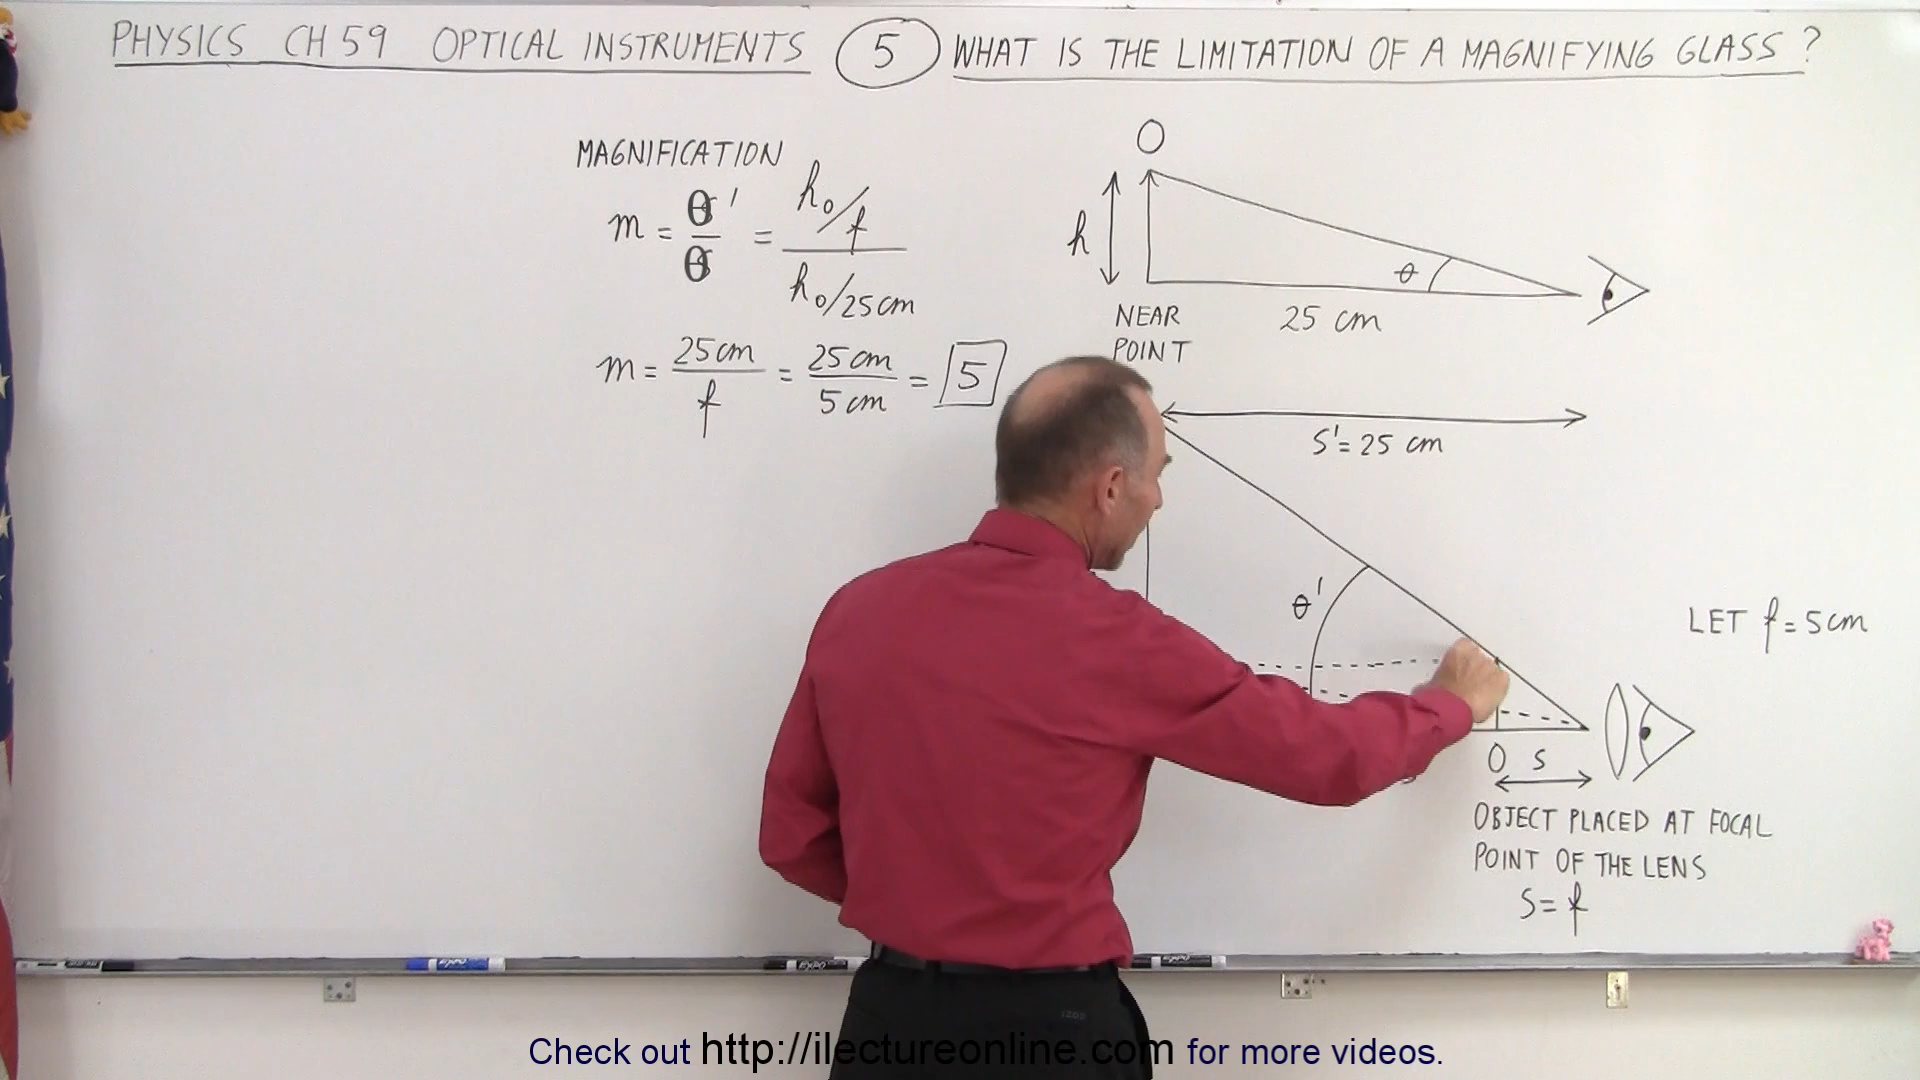 PHYSICS CH 59 OPTICAL INSTRUMENTS 5 WHAT IS THE LIMITATION OF A MAGNIFYING GLASS?
MAGNIFICATION
m = θ'/θ = (h₀/f)/(h₀/25cm)
m = 25cm/f = 25cm/5cm = 5
O
h
θ
NEAR
POINT
25 cm
S' = 25 cm
θ'
LET f = 5cm
O S
OBJECT PLACED AT FOCAL
POINT OF THE LENS
S = f
Check out http://ilectureonline.com for more videos.